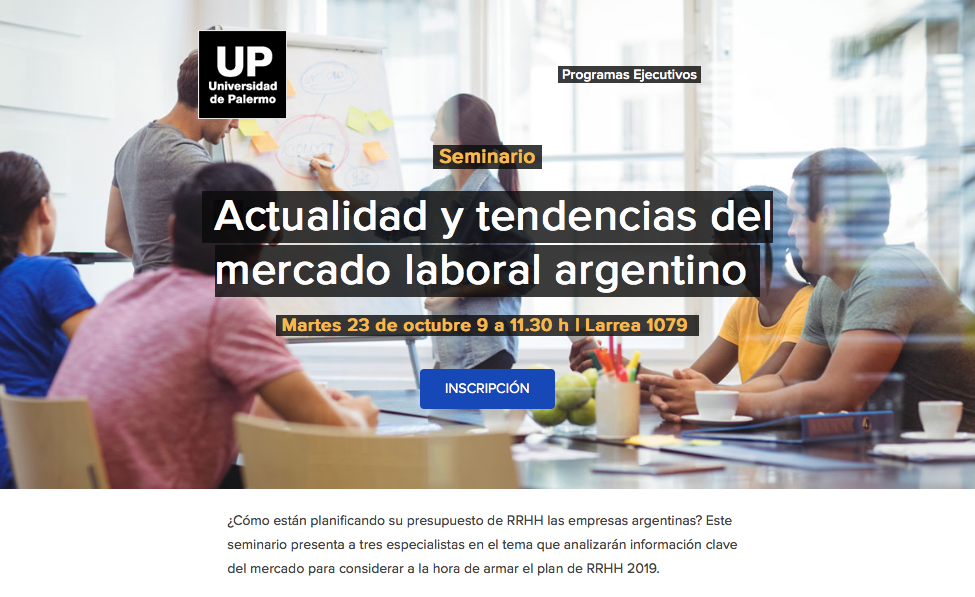 UP
Universidad
de Palermo
Programas Ejecutivos
Seminario
Actualidad y tendencias del
mercado laboral argentino
Martes 23 de octubre 9 a 11.30 h | Larrea 1079
INSCRIPCIÓN
¿Cómo están planificando su presupuesto de RRHH las empresas argentinas? Este
seminario presenta a tres especialistas en el tema que analizarán información clave
del mercado para considerar a la hora de armar el plan de RRHH 2019.